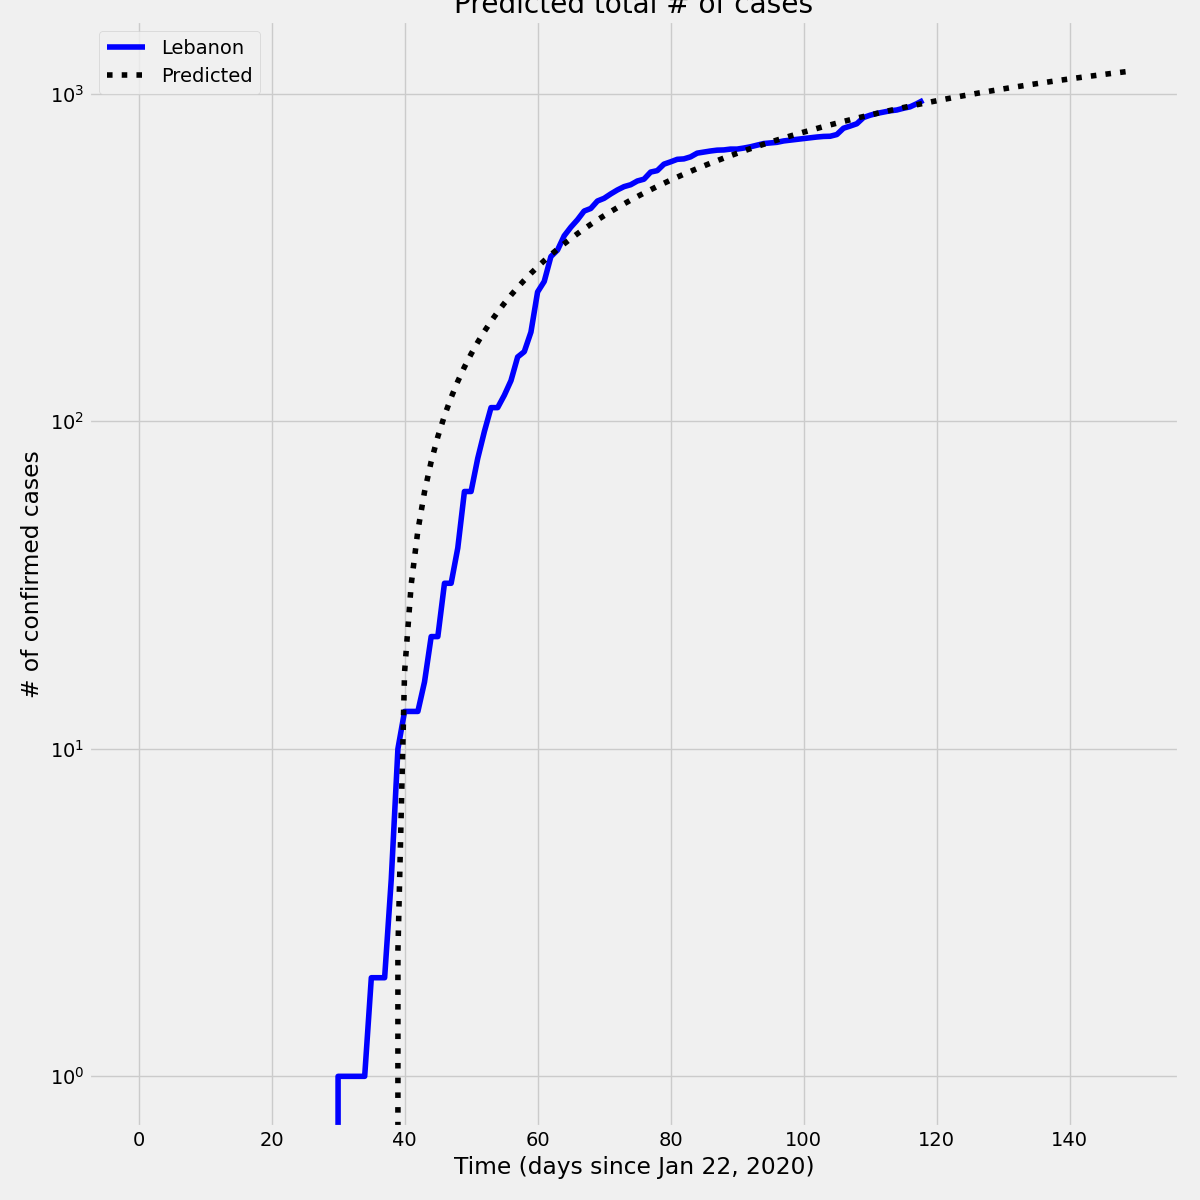 Predicted total # of cases
Lebanon
Predicted
10³
10²
10¹
10⁰
# of confirmed cases
0 20 40 60 80 100 120 140
Time (days since Jan 22, 2020)